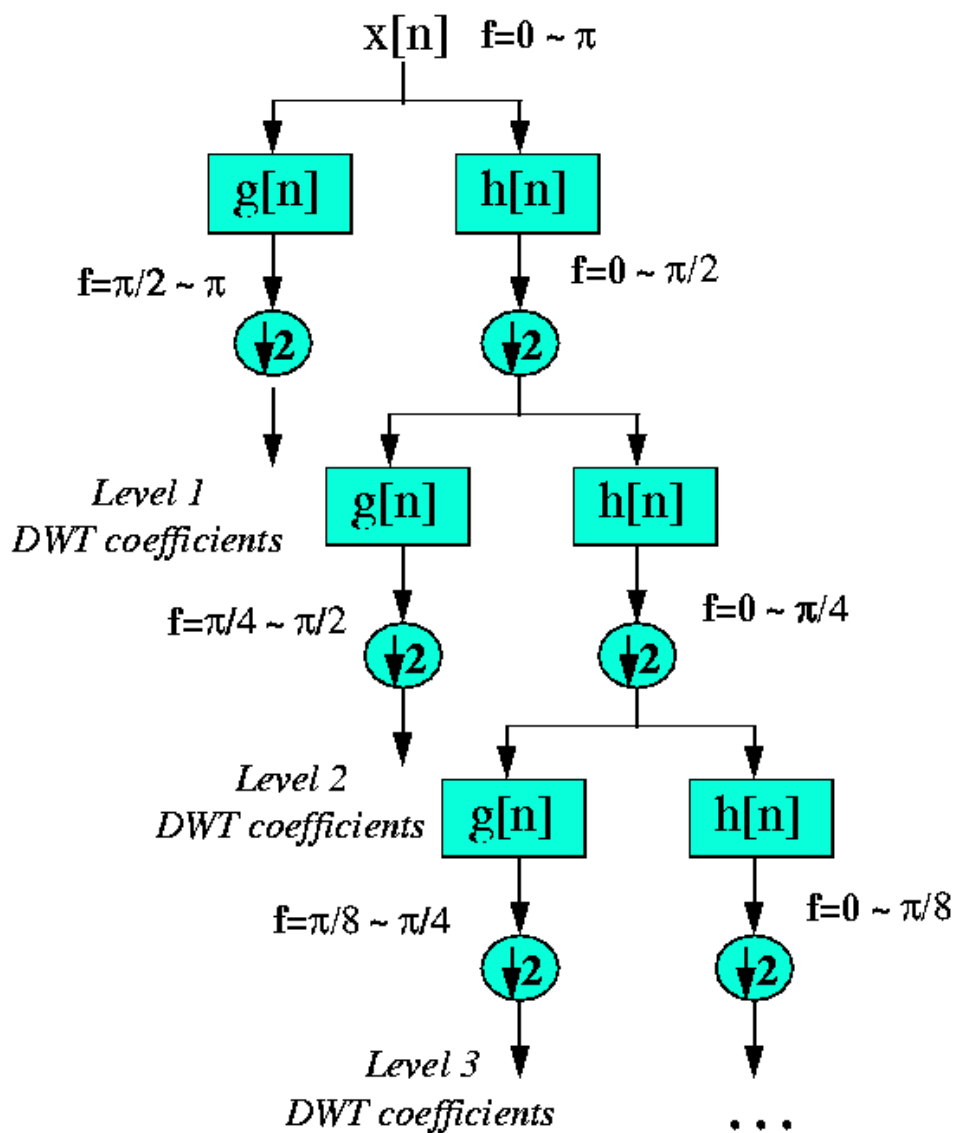 x[n] f=0 ~ π
g[n] h[n]
f=π/2 ~ π f=0 ~ π/2
2 2
Level 1
DWT coefficients
g[n] h[n]
f=π/4 ~ π/2 f=0 ~ π/4
2 2
Level 2
DWT coefficients
g[n] h[n]
f=π/8 ~ π/4 f=0 ~ π/8
2 2
Level 3
DWT coefficients
...